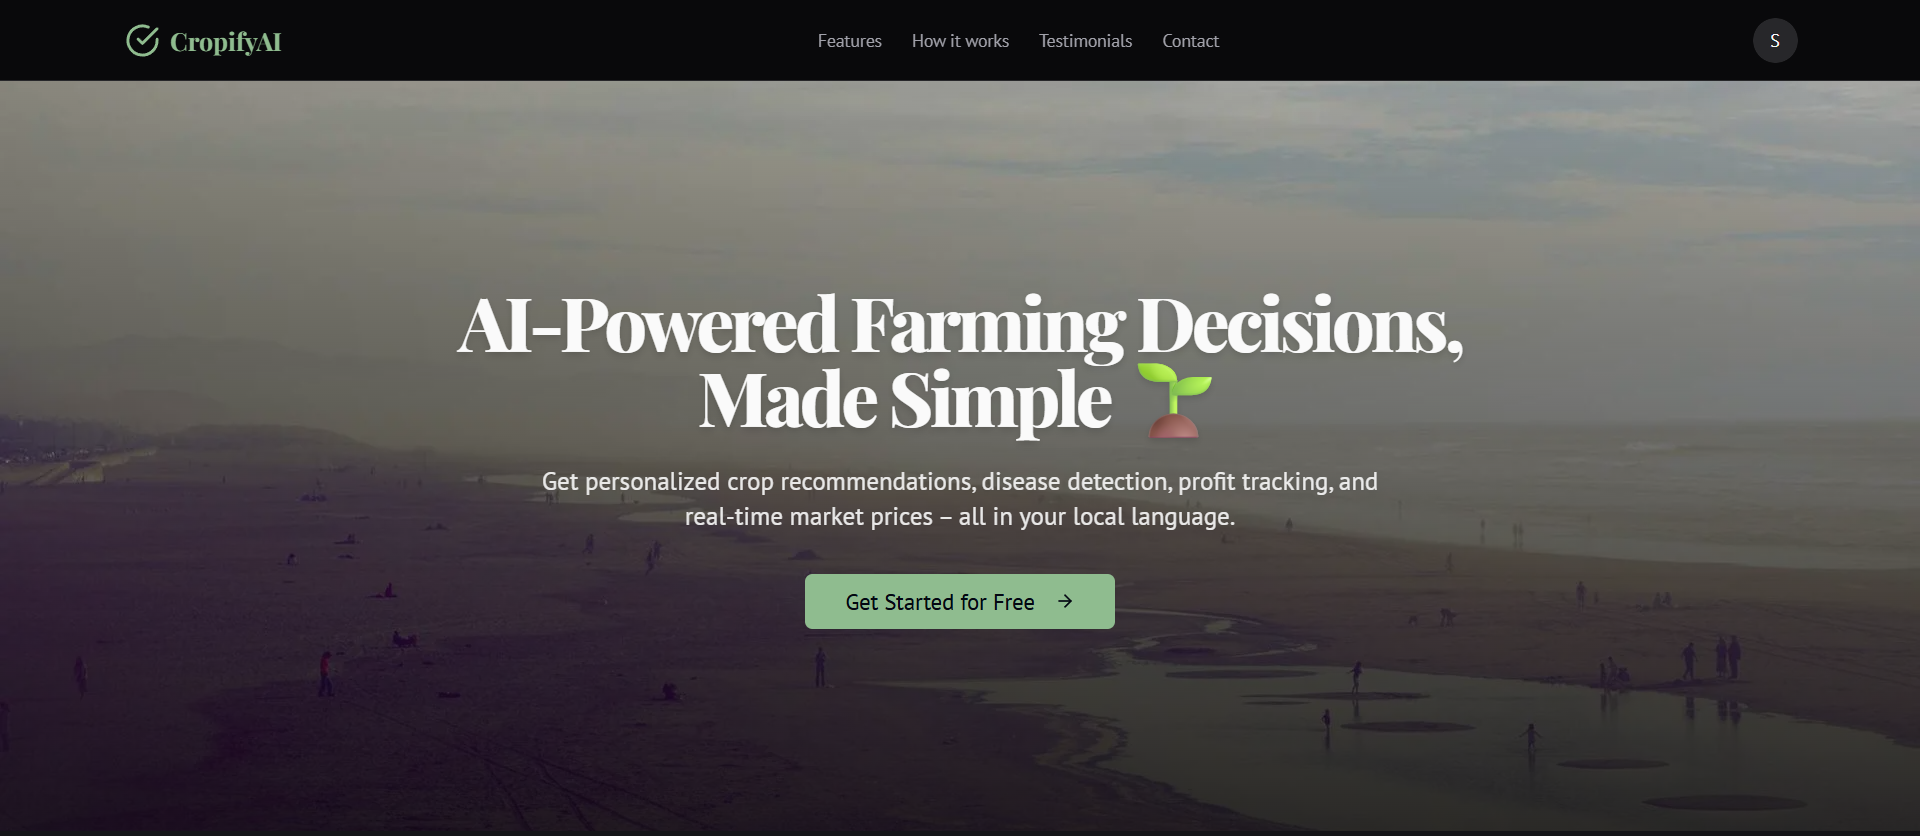 CropifyAI
Features How it works Testimonials Contact
S
AI-Powered Farming Decisions,
Made Simple 🌱
Get personalized crop recommendations, disease detection, profit tracking, and
real-time market prices – all in your local language.
Get Started for Free →